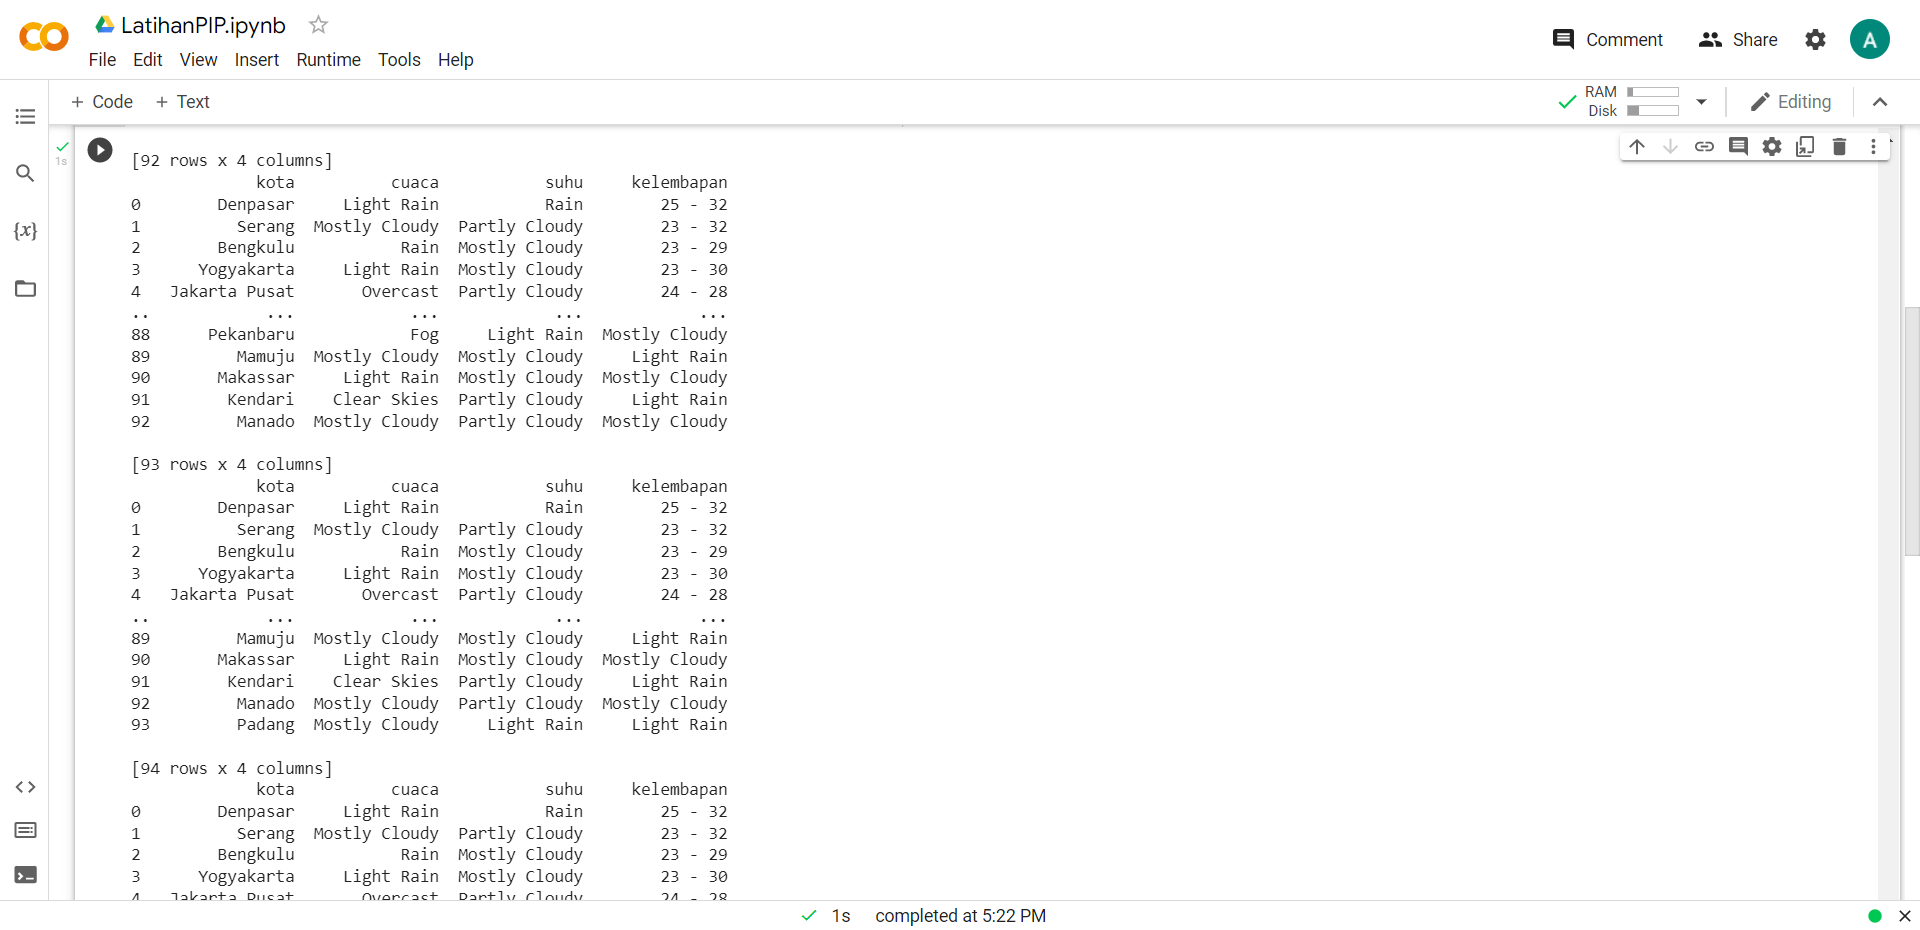 LatihanPIP.ipynb
Comment Share A
File Edit View Insert Runtime Tools Help
+ Code + Text
RAM
Disk
Editing
1s
[92 rows x 4 columns]
kota cuaca suhu kelembapan
0 Denpasar Light Rain Rain 25 - 32
1 Serang Mostly Cloudy Partly Cloudy 23 - 32
2 Bengkulu Rain Mostly Cloudy 23 - 29
3 Yogyakarta Light Rain Mostly Cloudy 23 - 30
4 Jakarta Pusat Overcast Partly Cloudy 24 - 28
.. ... ... ... ...
88 Pekanbaru Fog Light Rain Mostly Cloudy
89 Mamuju Mostly Cloudy Mostly Cloudy Light Rain
90 Makassar Light Rain Mostly Cloudy Mostly Cloudy
91 Kendari Clear Skies Partly Cloudy Light Rain
92 Manado Mostly Cloudy Partly Cloudy Mostly Cloudy
[93 rows x 4 columns]
kota cuaca suhu kelembapan
0 Denpasar Light Rain Rain 25 - 32
1 Serang Mostly Cloudy Partly Cloudy 23 - 32
2 Bengkulu Rain Mostly Cloudy 23 - 29
3 Yogyakarta Light Rain Mostly Cloudy 23 - 30
4 Jakarta Pusat Overcast Partly Cloudy 24 - 28
.. ... ... ... ...
89 Mamuju Mostly Cloudy Mostly Cloudy Light Rain
90 Makassar Light Rain Mostly Cloudy Mostly Cloudy
91 Kendari Clear Skies Partly Cloudy Light Rain
92 Manado Mostly Cloudy Partly Cloudy Mostly Cloudy
93 Padang Mostly Cloudy Light Rain Light Rain
[94 rows x 4 columns]
kota cuaca suhu kelembapan
0 Denpasar Light Rain Rain 25 - 32
1 Serang Mostly Cloudy Partly Cloudy 23 - 32
2 Bengkulu Rain Mostly Cloudy 23 - 29
3 Yogyakarta Light Rain Mostly Cloudy 23 - 30
4 Jakarta Pusat Overcast Partly Cloudy 24 - 28
1s completed at 5:22 PM